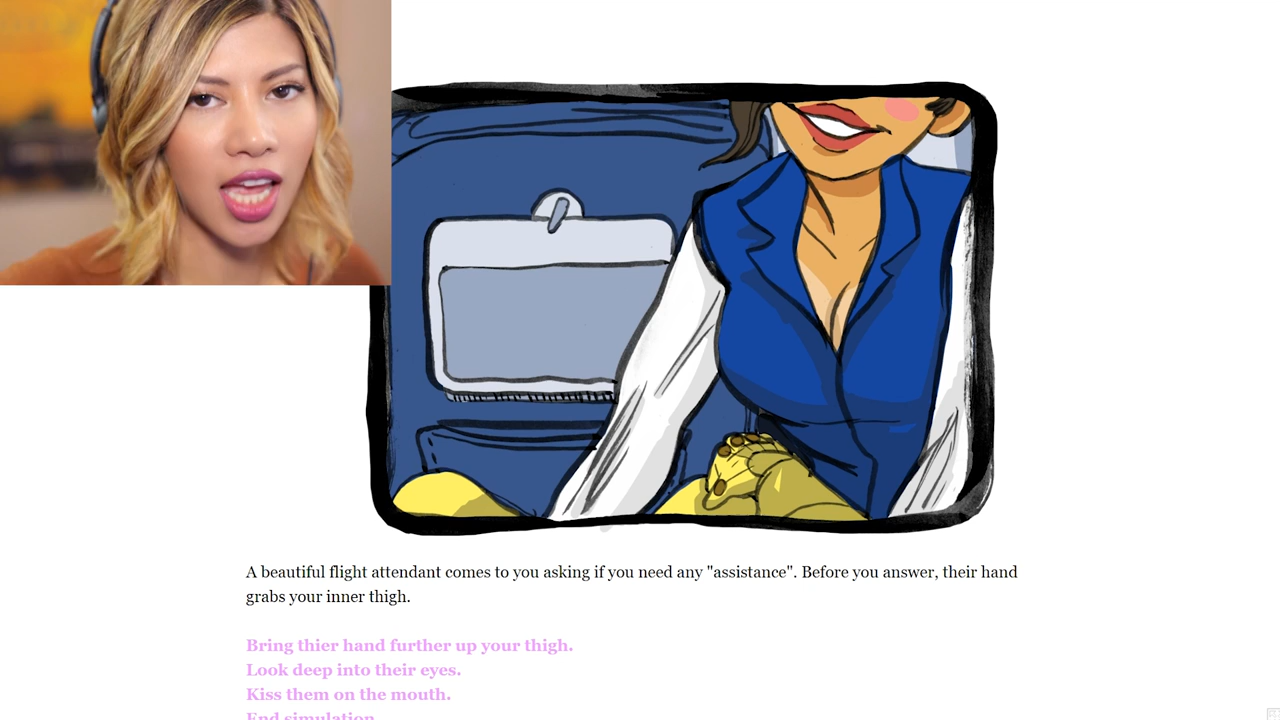 A beautiful flight attendant comes to you asking if you need any "assistance". Before you answer, their hand
grabs your inner thigh.
Bring thier hand further up your thigh.
Look deep into their eyes.
Kiss them on the mouth.
End simulation.